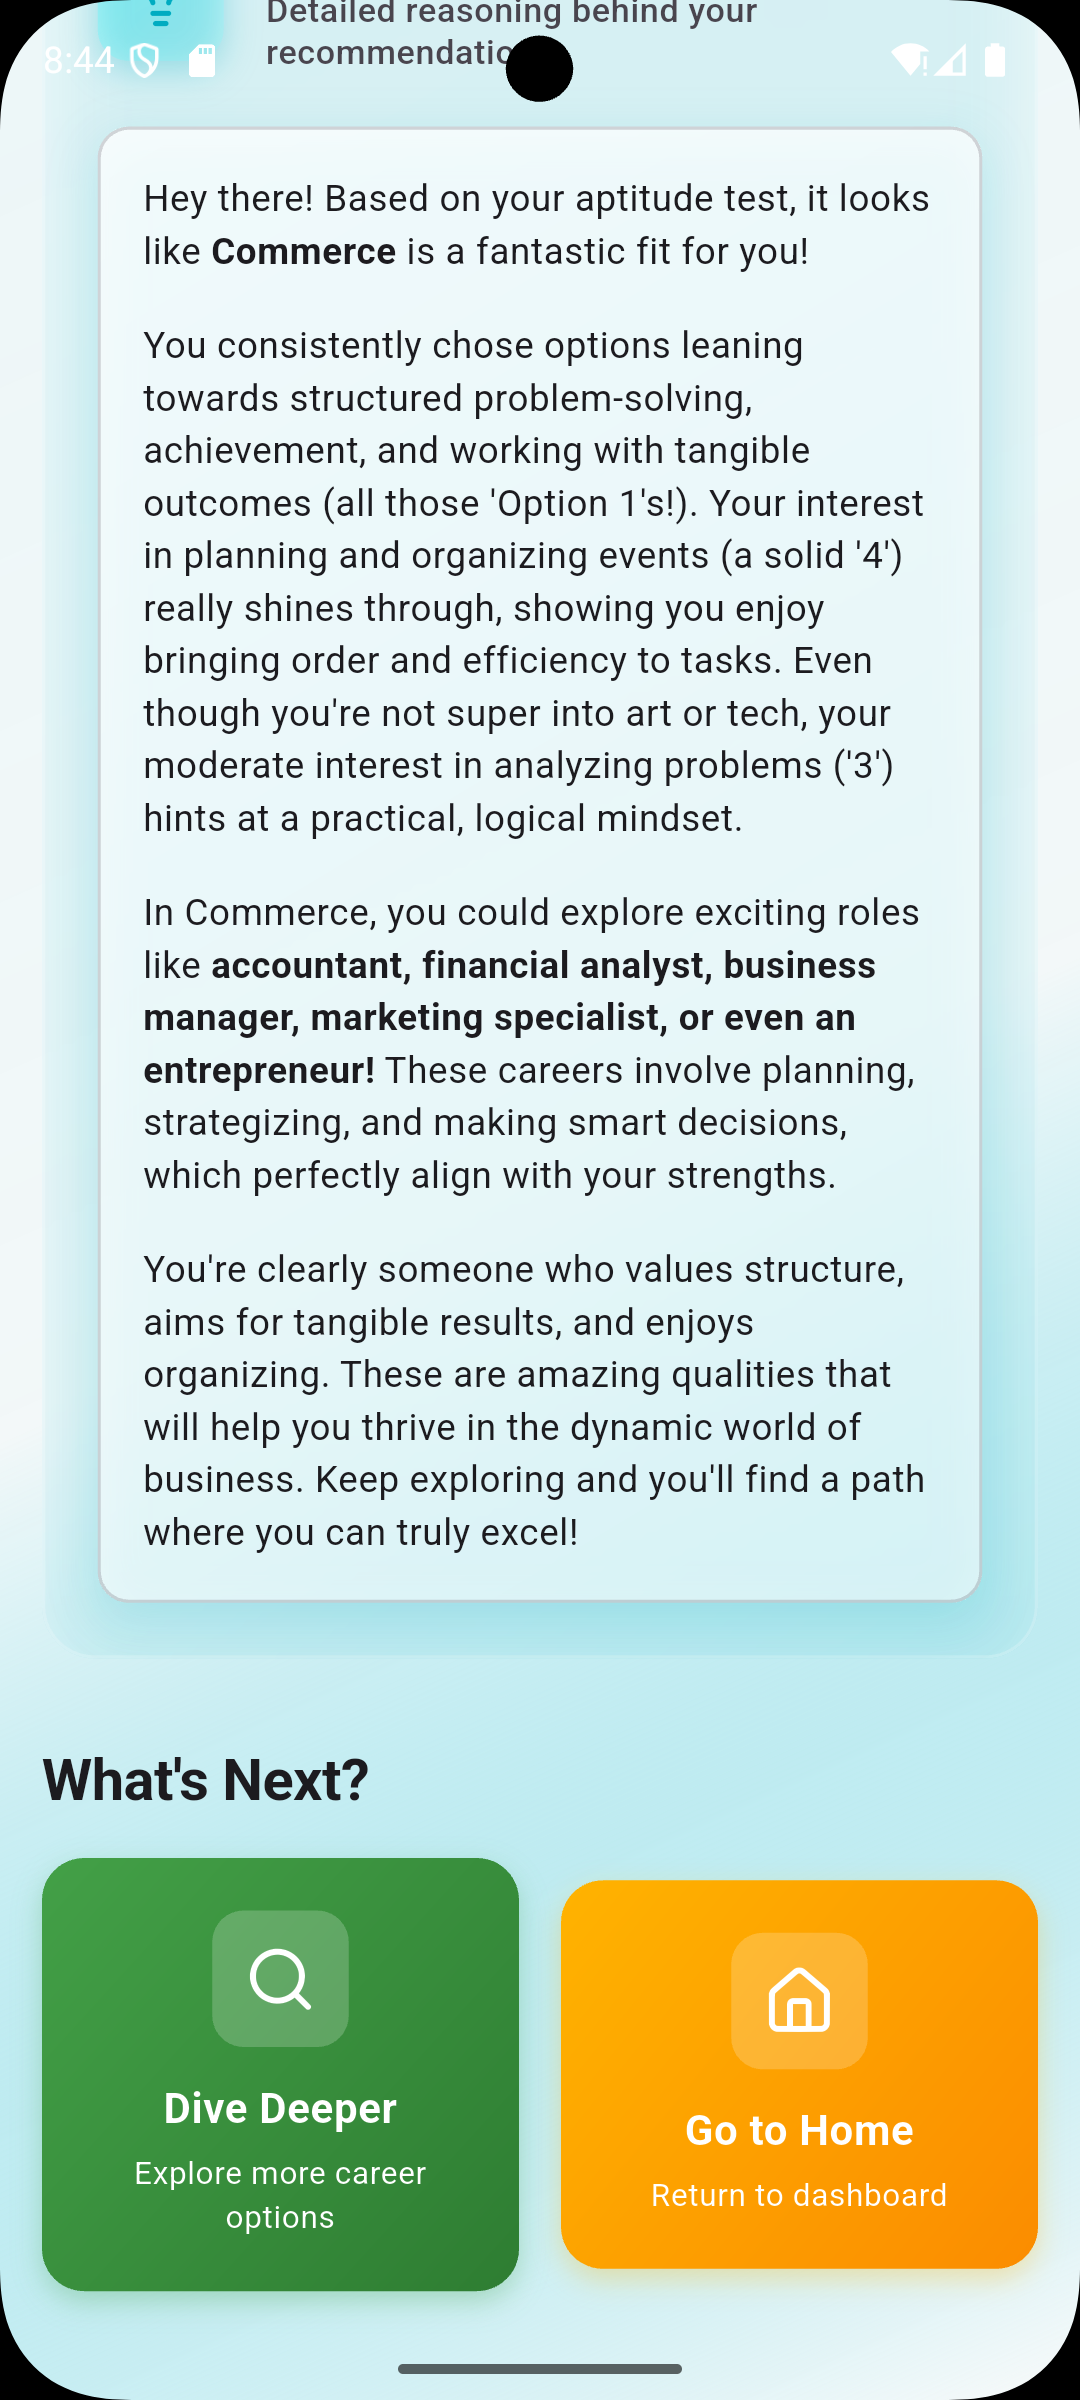 Detailed reasoning behind your
8:44
Hey there! Based on your aptitude test, it looks
like Commerce is a fantastic fit for you!
You consistently chose options leaning
towards structured problem-solving,
achievement, and working with tangible
outcomes (all those 'Option 1's!). Your interest
in planning and organizing events (a solid '4')
really shines through, showing you enjoy
bringing order and efficiency to tasks. Even
though you're not super into art or tech, your
moderate interest in analyzing problems ('3')
hints at a practical, logical mindset.
In Commerce, you could explore exciting roles
like accountant, financial analyst, business
manager, marketing specialist, or even an
entrepreneur! These careers involve planning,
strategizing, and making smart decisions,
which perfectly align with your strengths.
You're clearly someone who values structure,
aims for tangible results, and enjoys
organizing. These are amazing qualities that
will help you thrive in the dynamic world of
business. Keep exploring and you'll find a path
where you can truly excel!
What's Next?
Dive Deeper
Explore more career
options
Go to Home
Return to dashboard